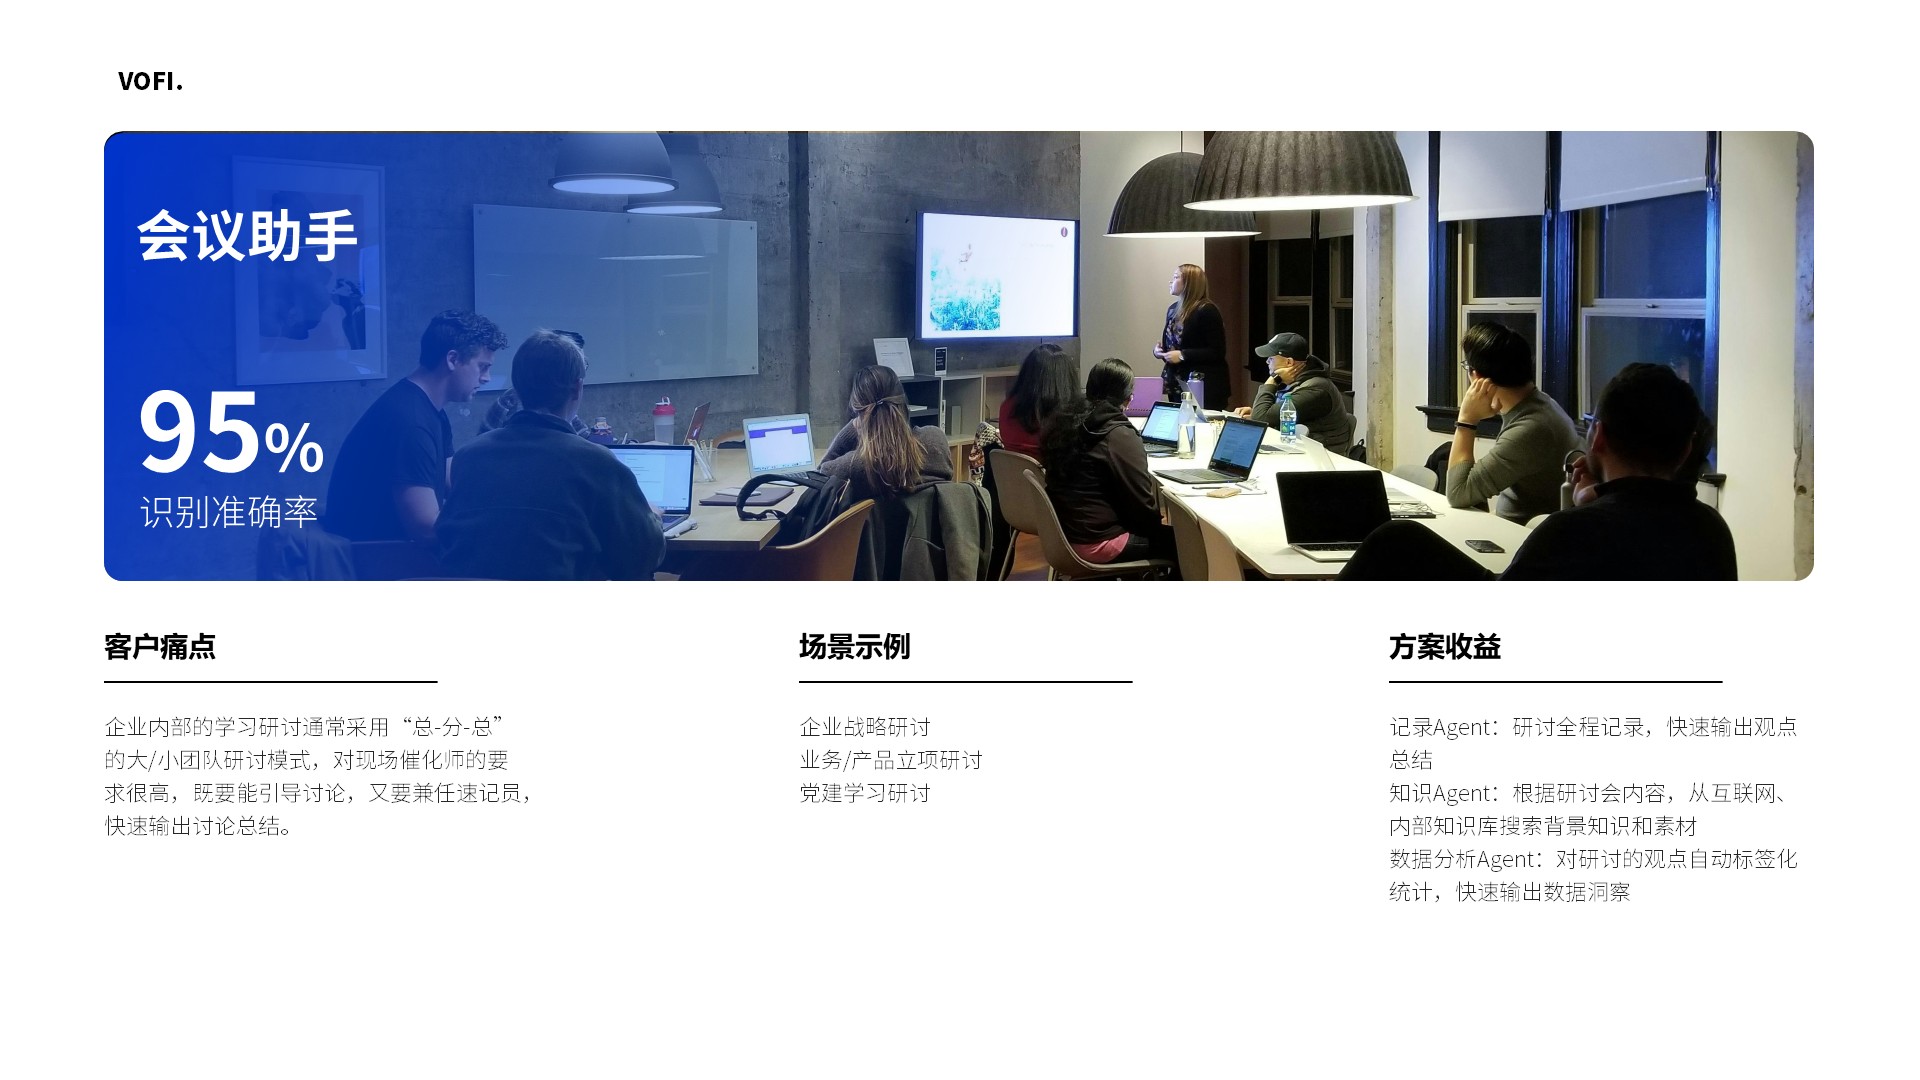 VOFI.
会议助手
95%
识别准确率
客户痛点
企业内部的学习研讨通常采用“总-分-总”
的大/小团队研讨模式，对现场催化师的要
求很高，既要能引导讨论，又要兼任速记员，
快速输出讨论总结。
场景示例
企业战略研讨
业务/产品立项研讨
党建学习研讨
方案收益
记录Agent：研讨全程记录，快速输出观点
总结
知识Agent：根据研讨会内容，从互联网、
内部知识库搜索背景知识和素材
数据分析Agent：对研讨的观点自动标签化
统计，快速输出数据洞察